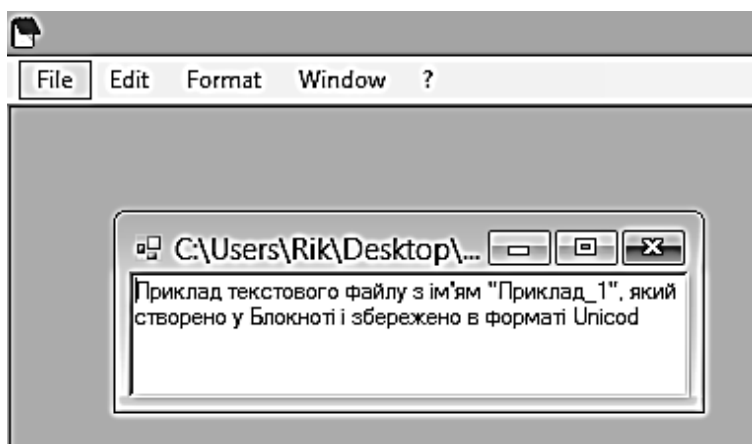 File Edit Format Window ?
C:\Users\Rik\Desktop\...
Приклад текстового файлу з ім'ям "Приклад_1", який
створено у Блокноті і збережено в форматі Unicod